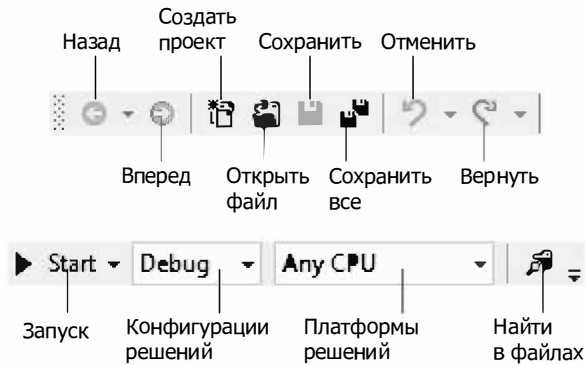 Создать
Назад проект Сохранить Отменить
Вперед Открыть Сохранить Вернуть
файл все
Start Debug Any CPU
Запуск Конфигурации Платформы Найти
решений решений в файлах